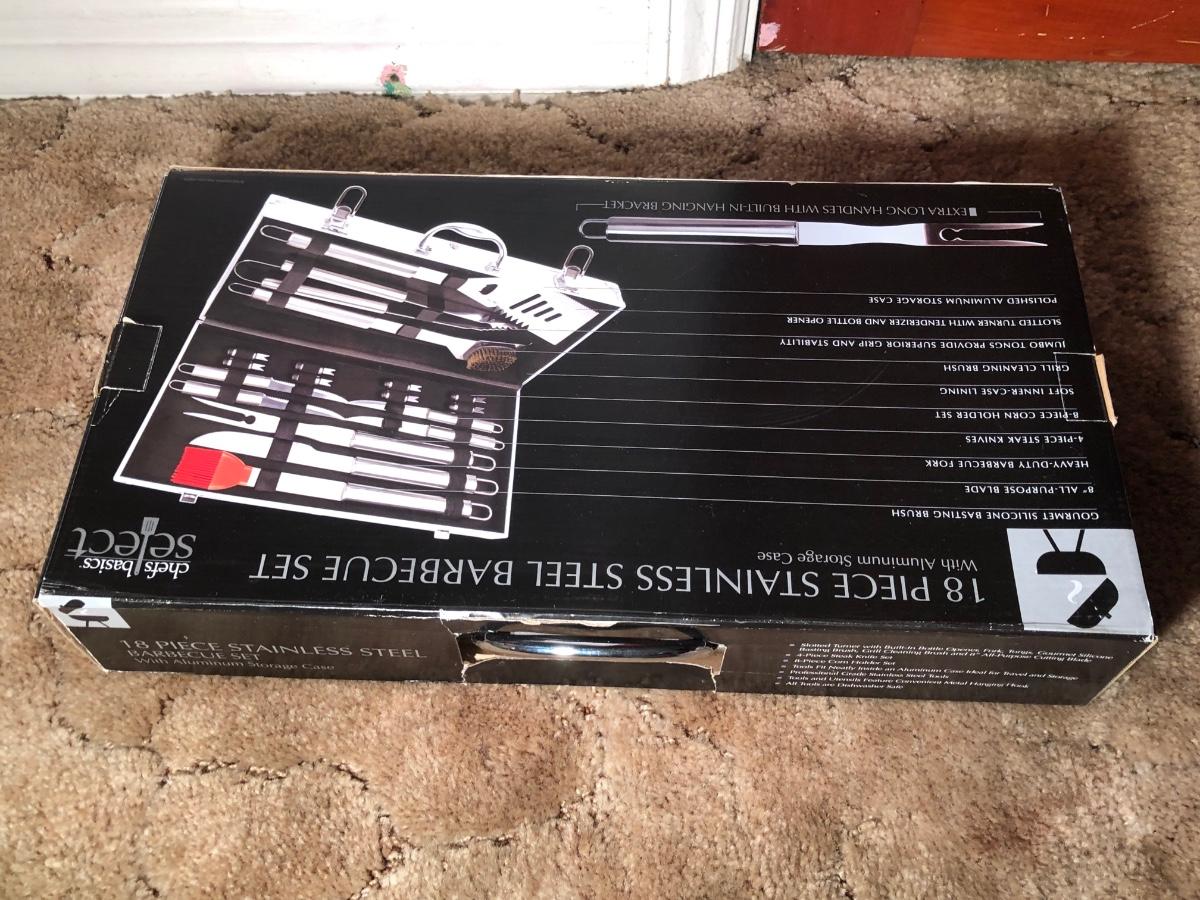 18 PIECE STAINLESS STEEL BARBECUE SET
With Aluminum Storage Case
chefs basics
select
GOURMET SILICONE BASTING BRUSH
8" ALL-PURPOSE BLADE
HEAVY-DUTY BARBECUE FORK
4-PIECE STEAK KNIVES
8-PIECE CORN HOLDER SET
SOFT INNER-CASE LINING
GRILL CLEANING BRUSH
JUMBO TONGS PROVIDE SUPERIOR GRIP AND STABILITY
SLOTTED TURNER WITH TENDERIZER AND BOTTLE OPENER
POLISHED ALUMINUM STORAGE CASE
EXTRA LONG HANDLES WITH BUILT-IN HANGING BRACKET
18 PIECE STAINLESS STEEL
BARBECUE SET
With Aluminum Storage Case
• Slotted Turner with Built-in Bottle Opener, Fork, Tongs, Gourmet Silicone
Basting Brush, Grill Cleaning Brush and 8" All-Purpose Cutting Blade
• 4-Piece Steak Knife Set
• 8-Piece Corn Holder Set
• Tools Fit Neatly Inside an Aluminum Case Ideal for Travel and Storage
• Professional Grade Stainless Steel Tools
• Tools and Utensils Feature Convenient Metal Hanging Hook
• All Tools are Dishwasher Safe